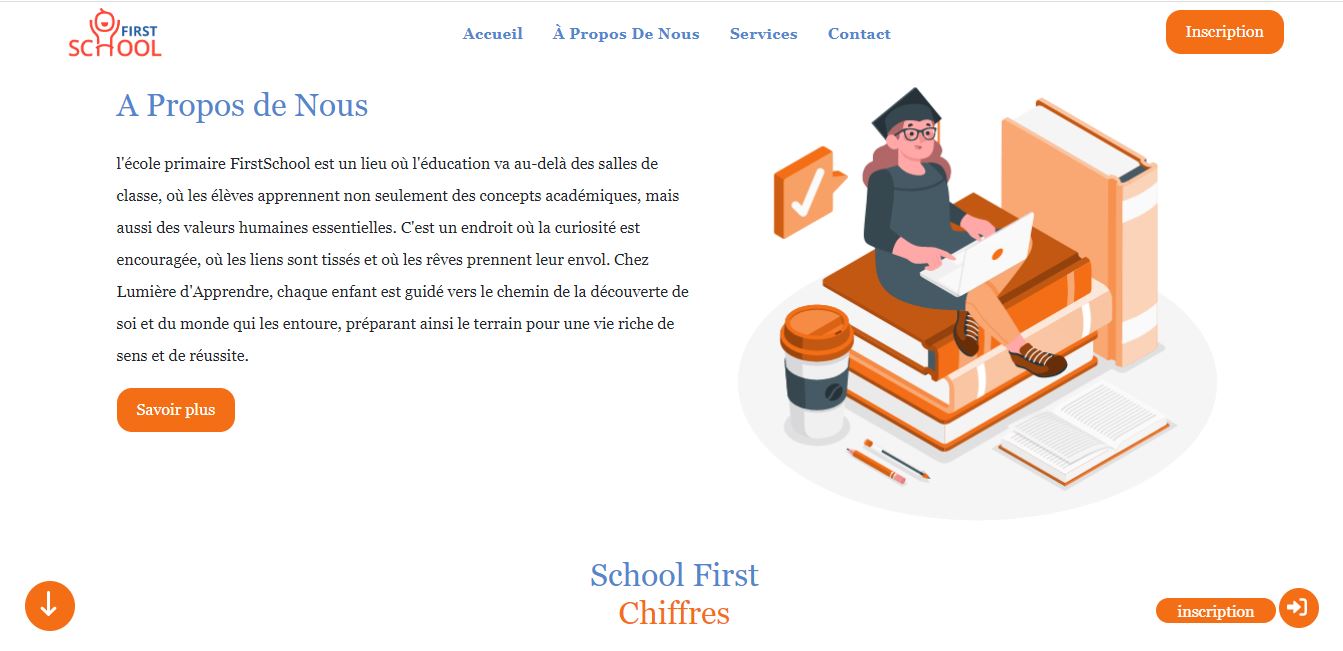 FIRST
SCHOOL
Accueil
À Propos De Nous
Services
Contact
Inscription
A Propos de Nous
l'école primaire FirstSchool est un lieu où l'éducation va au-delà des salles de
classe, où les élèves apprennent non seulement des concepts académiques, mais
aussi des valeurs humaines essentielles. C'est un endroit où la curiosité est
encouragée, où les liens sont tissés et où les rêves prennent leur envol. Chez
Lumière d'Apprendre, chaque enfant est guidé vers le chemin de la découverte de
soi et du monde qui les entoure, préparant ainsi le terrain pour une vie riche de
sens et de réussite.
Savoir plus
School First
Chiffres
inscription